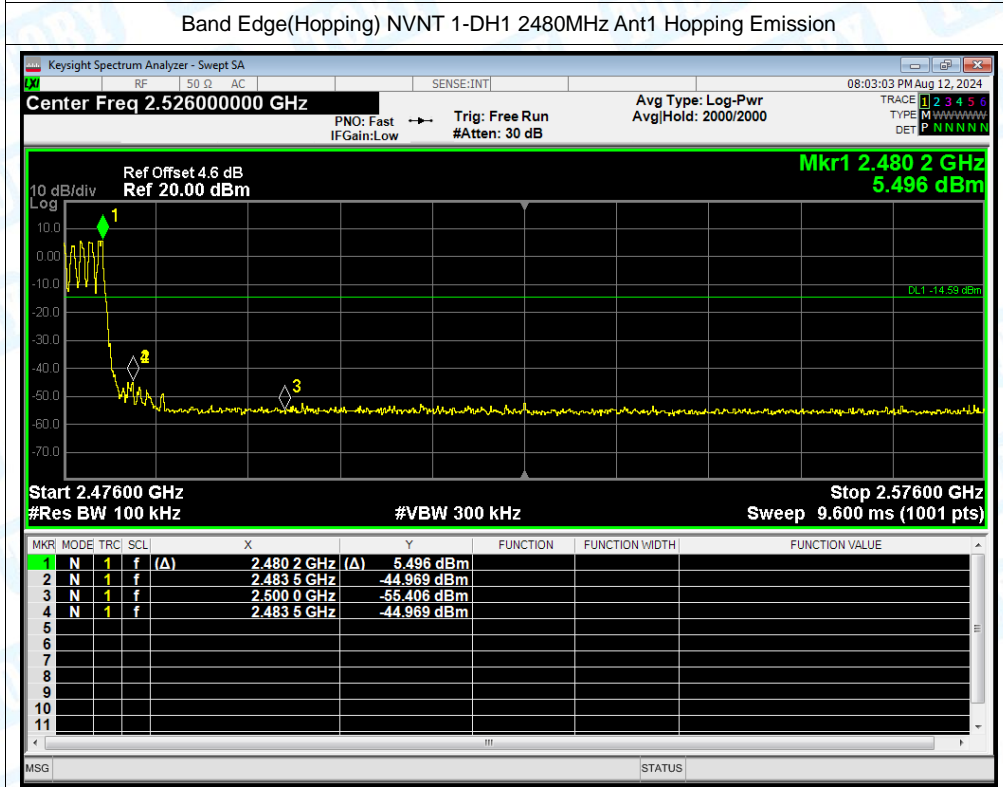 Band Edge(Hopping) NVNT 1-DH1 2480MHz Ant1 Hopping Emission
Keysight Spectrum Analyzer - Swept SA
LXI RF 50 Ω AC SENSE:INT 08:03:03 PM Aug 12, 2024
Center Freq 2.526000000 GHz
PNO: Fast
IFGain:Low
Trig: Free Run
#Atten: 30 dB
Avg Type: Log-Pwr
Avg|Hold: 2000/2000
TRACE 1 2 3 4 5 6
TYPE M WWWWW
DET P N N N N N
Mkr1 2.480 2 GHz
5.496 dBm
Ref Offset 4.6 dB
10 dB/div Ref 20.00 dBm
Log
10.0
0.00
-10.0
-20.0
-30.0
-40.0
-50.0
-60.0
-70.0
1
2
3
DL1 -14.59 dBm
Start 2.47600 GHz Stop 2.57600 GHz
#Res BW 100 kHz #VBW 300 kHz Sweep 9.600 ms (1001 pts)
MKR MODE TRC SCL X Y FUNCTION FUNCTION WIDTH FUNCTION VALUE
1 N 1 f (Δ) 2.480 2 GHz (Δ) 5.496 dBm
2 N 1 f 2.483 5 GHz -44.969 dBm
3 N 1 f 2.500 0 GHz -55.406 dBm
4 N 1 f 2.483 5 GHz -44.969 dBm
5
6
7
8
9
10
11
MSG STATUS